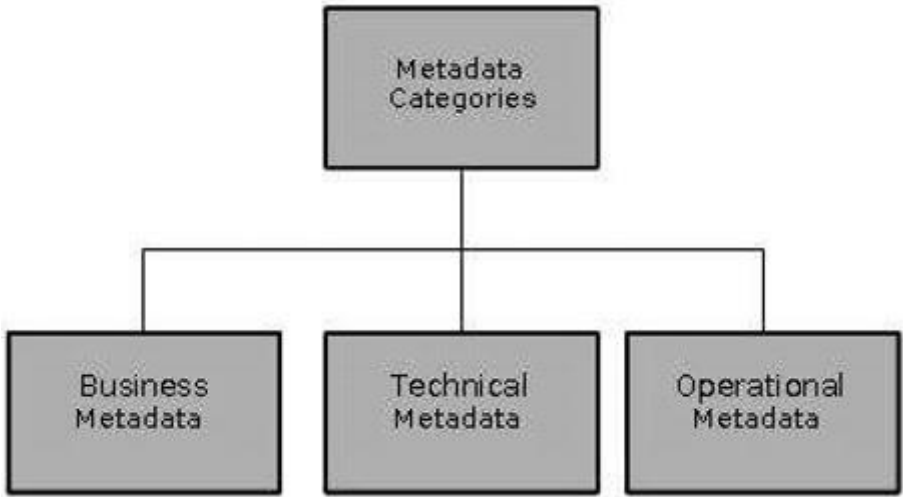 Metadata
Categories
Business
Metadata
Technical
Metadata
Operational
Metadata